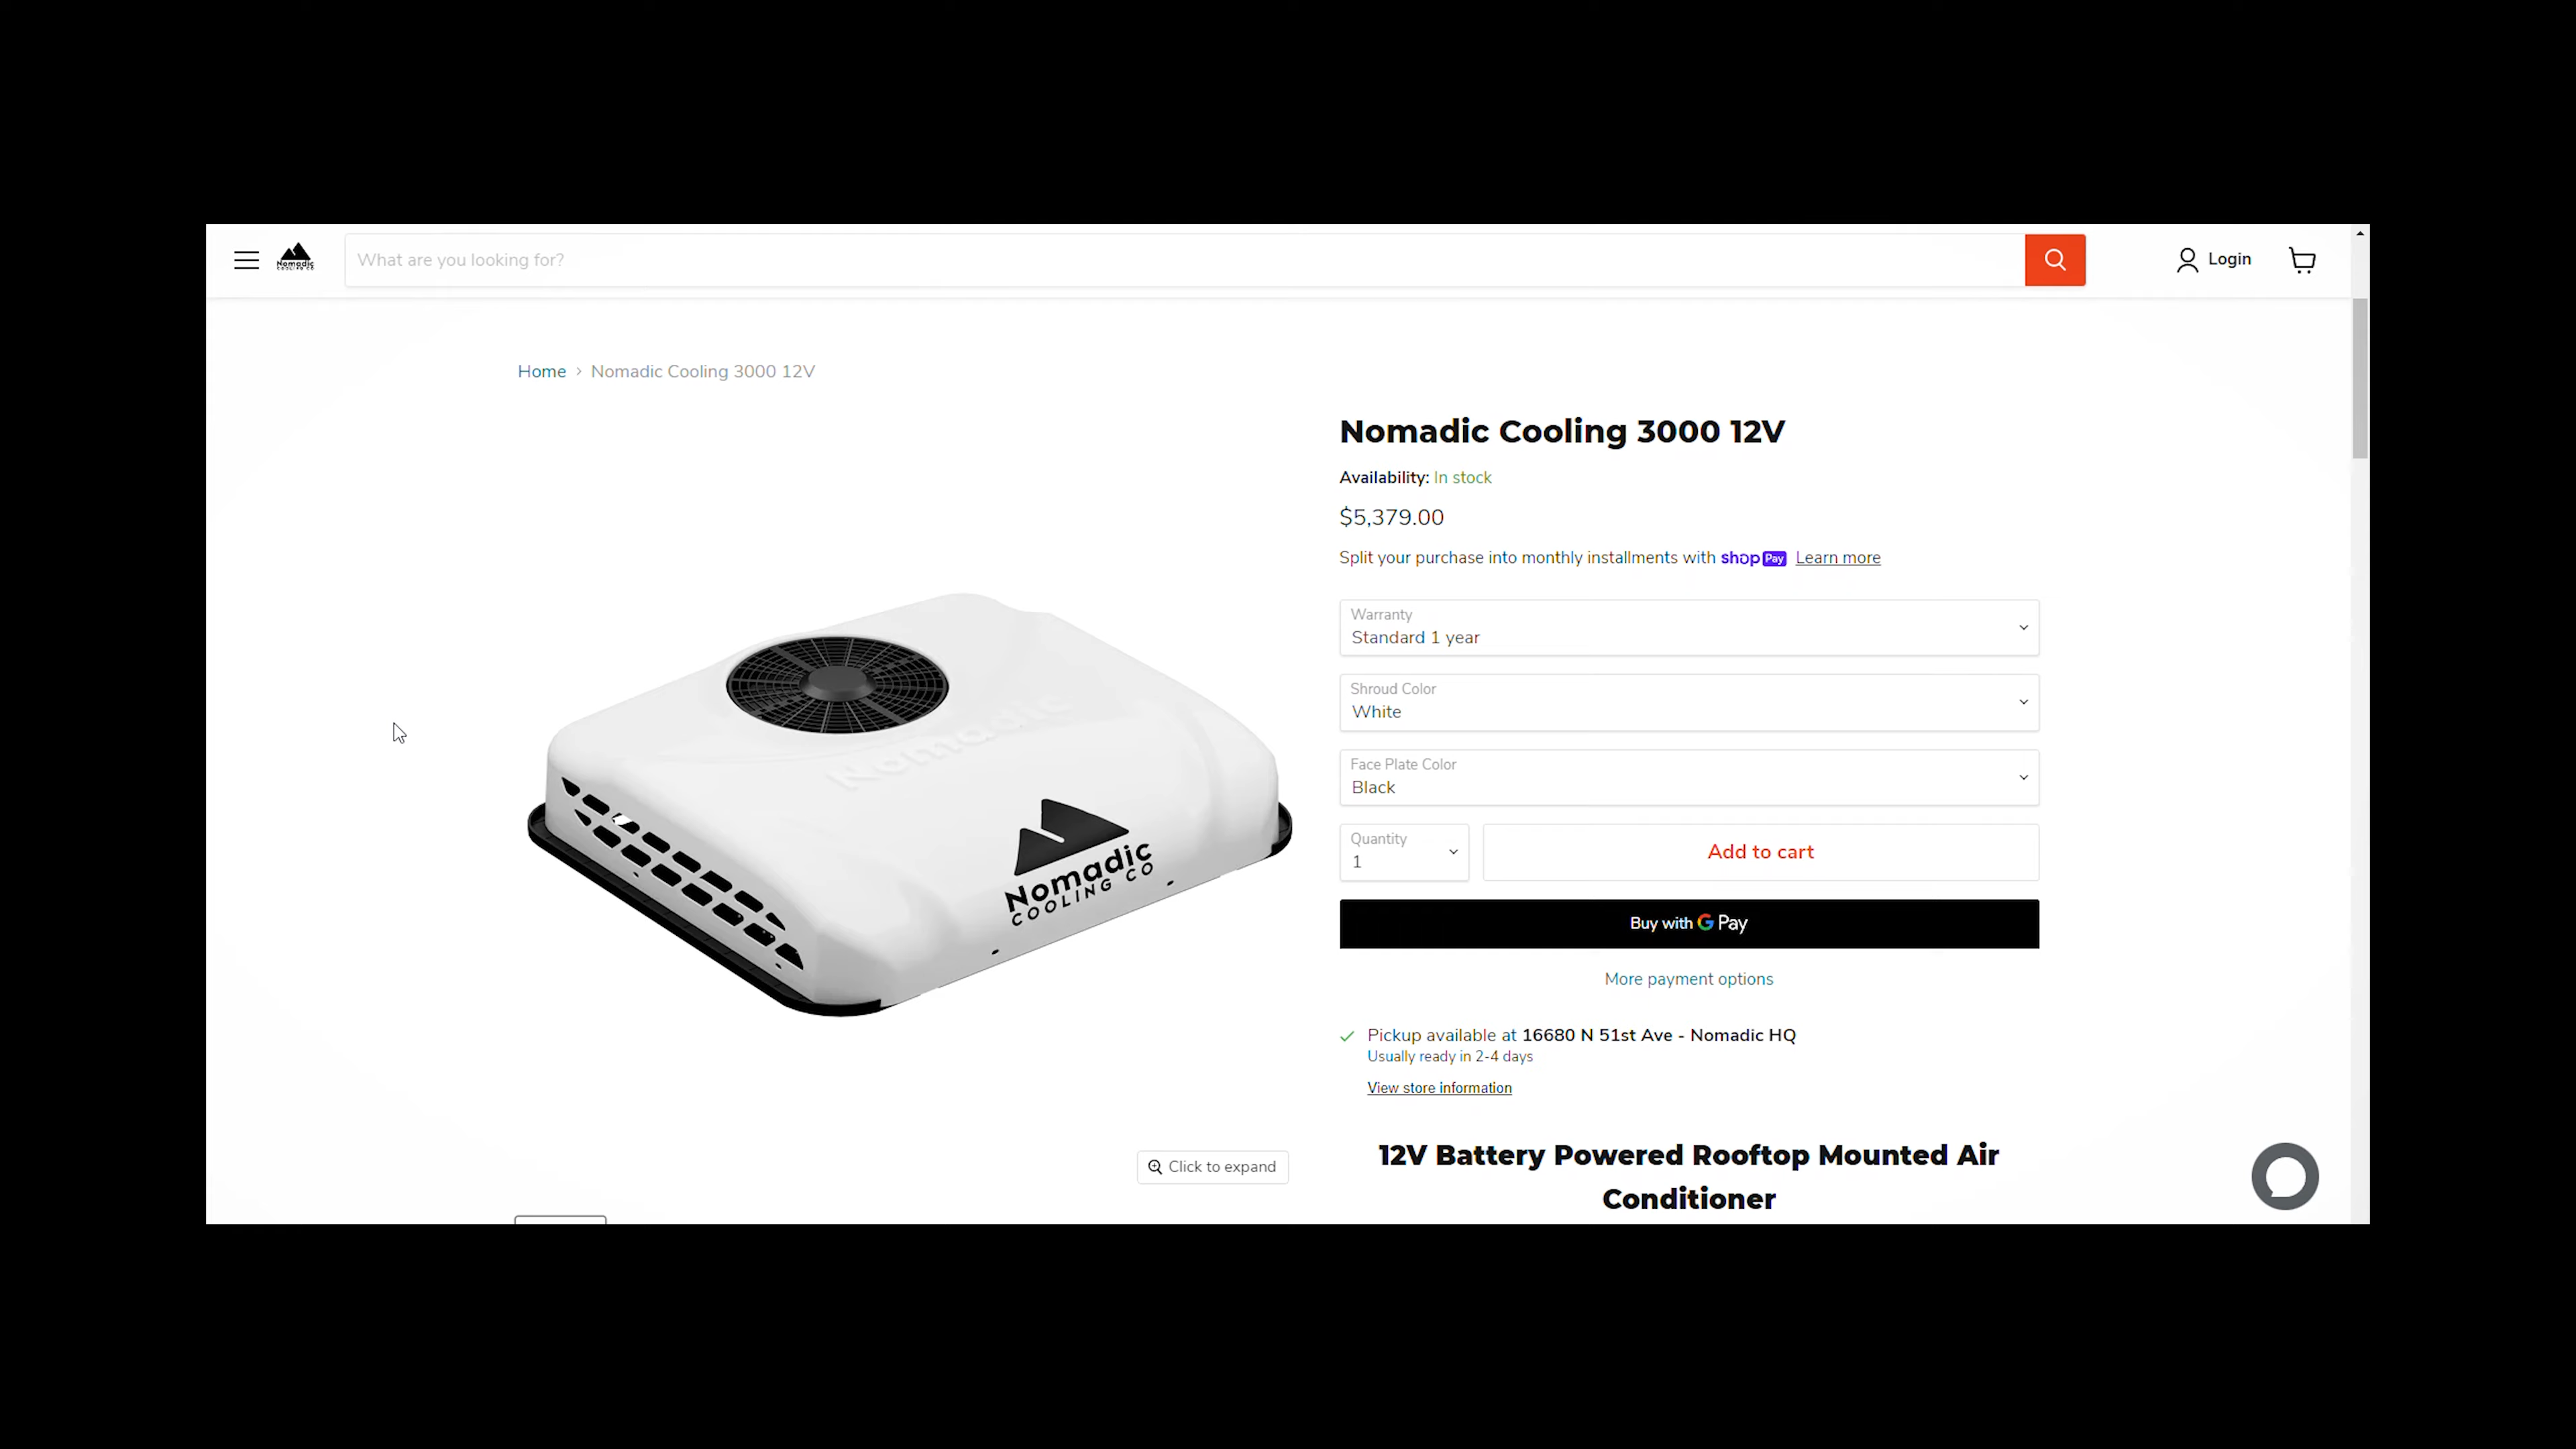 Nomadic
COOLING CO
What are you looking for?
Login
Home > Nomadic Cooling 3000 12V
Nomadic Cooling 3000 12V
Availability: In stock
$5,379.00
Split your purchase into monthly installments with shop Pay Learn more
Warranty
Standard 1 year
Shroud Color
White
Face Plate Color
Black
Quantity
1
Add to cart
Buy with G Pay
More payment options
Pickup available at 16680 N 51st Ave - Nomadic HQ
Usually ready in 2-4 days
View store information
12V Battery Powered Rooftop Mounted Air
Conditioner
Nomadic
Nomadic
COOLING CO
Click to expand